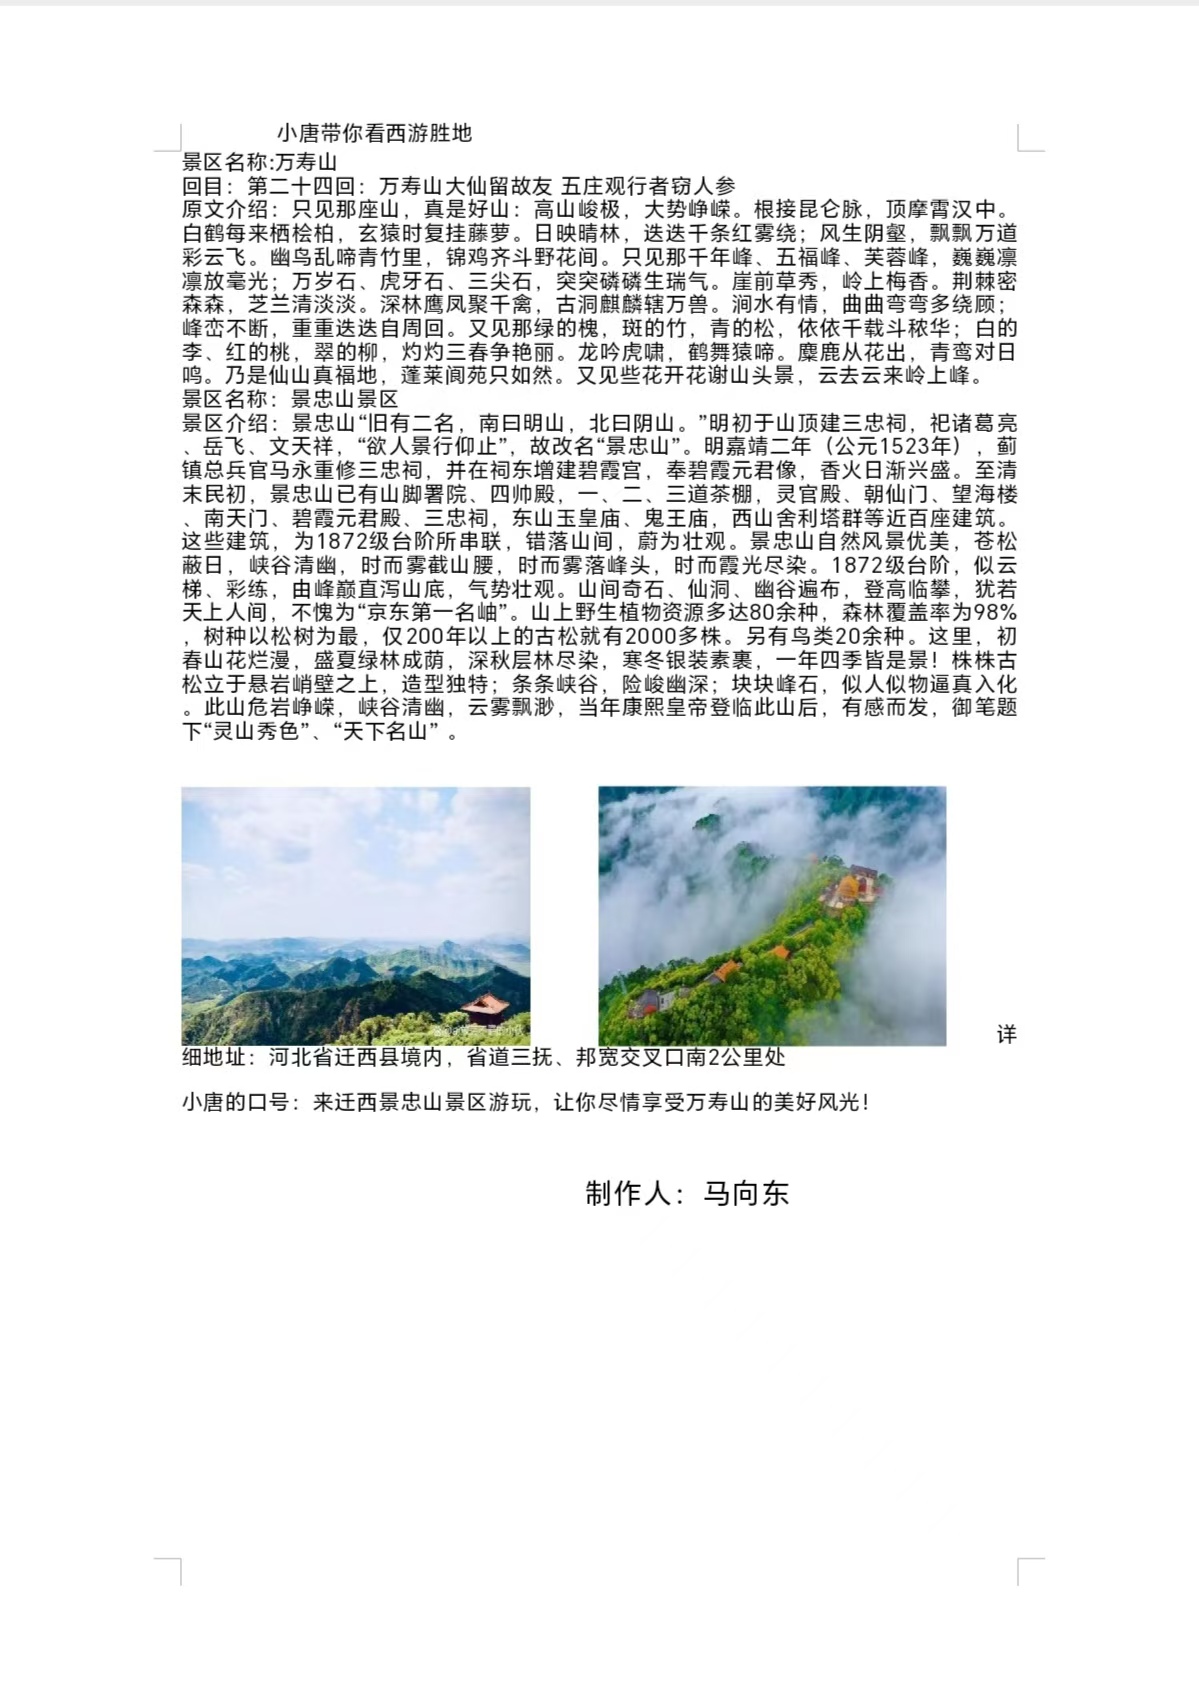 小唐带你看西游胜地
景区名称:万寿山
回目：第二十四回：万寿山大仙留故友 五庄观行者窃人参
原文介绍：只见那座山，真是好山：高山峻极，大势峥嵘。根接昆仑脉，顶摩霄汉中。
白鹤每来栖桧柏，玄猿时复挂藤萝。日映晴林，迭迭千条红雾绕；风生阴壑，飘飘万道
彩云飞。幽鸟乱啼青竹里，锦鸡齐斗野花间。只见那千年峰、五福峰、芙蓉峰，巍巍凛
凛放毫光；万岁石、虎牙石、三尖石，突突磷磷生瑞气。崖前草秀，岭上梅香。荆棘密
森森，芝兰清淡淡。深林鹰凤聚千禽，古洞麒麟辖万兽。涧水有情，曲曲弯弯多绕顾；
峰峦不断，重重迭迭自周回。又见那绿的槐，斑的竹，青的松，依依千载斗秾华；白的
李、红的桃，翠的柳，灼灼三春争艳丽。龙吟虎啸，鹤舞猿啼。麋鹿从花出，青鸾对日
鸣。乃是仙山真福地，蓬莱阆苑只如然。又见些花开花谢山头景，云去云来岭上峰。
景区名称：景忠山景区
景区介绍：景忠山“旧有二名，南曰明山，北曰阴山。”明初于山顶建三忠祠，祀诸葛亮
、岳飞、文天祥，“欲人景行仰止”，故改名“景忠山”。明嘉靖二年（公元1523年），蓟
镇总兵官马永重修三忠祠，并在祠东增建碧霞宫，奉碧霞元君像，香火日渐兴盛。至清
末民初，景忠山已有山脚署院、四帅殿，一、二、三道茶棚，灵官殿、朝仙门、望海楼
、南天门、碧霞元君殿、三忠祠，东山玉皇庙、鬼王庙，西山舍利塔群等近百座建筑。
这些建筑，为1872级台阶所串联，错落山间，蔚为壮观。景忠山自然风景优美，苍松
蔽日，峡谷清幽，时而雾截山腰，时而雾落峰头，时而霞光尽染。1872级台阶，似云
梯、彩练，由峰巅直泻山底，气势壮观。山间奇石、仙洞、幽谷遍布，登高临攀，犹若
天上人间，不愧为“京东第一名岫”。山上野生植物资源多达80余种，森林覆盖率为98%
，树种以松树为最，仅200年以上的古松就有2000多株。另有鸟类20余种。这里，初
春山花烂漫，盛夏绿林成荫，深秋层林尽染，寒冬银装素裹，一年四季皆是景！株株古
松立于悬岩峭壁之上，造型独特；条条峡谷，险峻幽深；块块峰石，似人似物逼真入化
。此山危岩峥嵘，峡谷清幽，云雾飘渺，当年康熙皇帝登临此山后，有感而发，御笔题
下“灵山秀色”、“天下名山” 。
详
细地址：河北省迁西县境内，省道三抚、邦宽交叉口南2公里处
小唐的口号：来迁西景忠山景区游玩，让你尽情享受万寿山的美好风光！
制作人：马向东